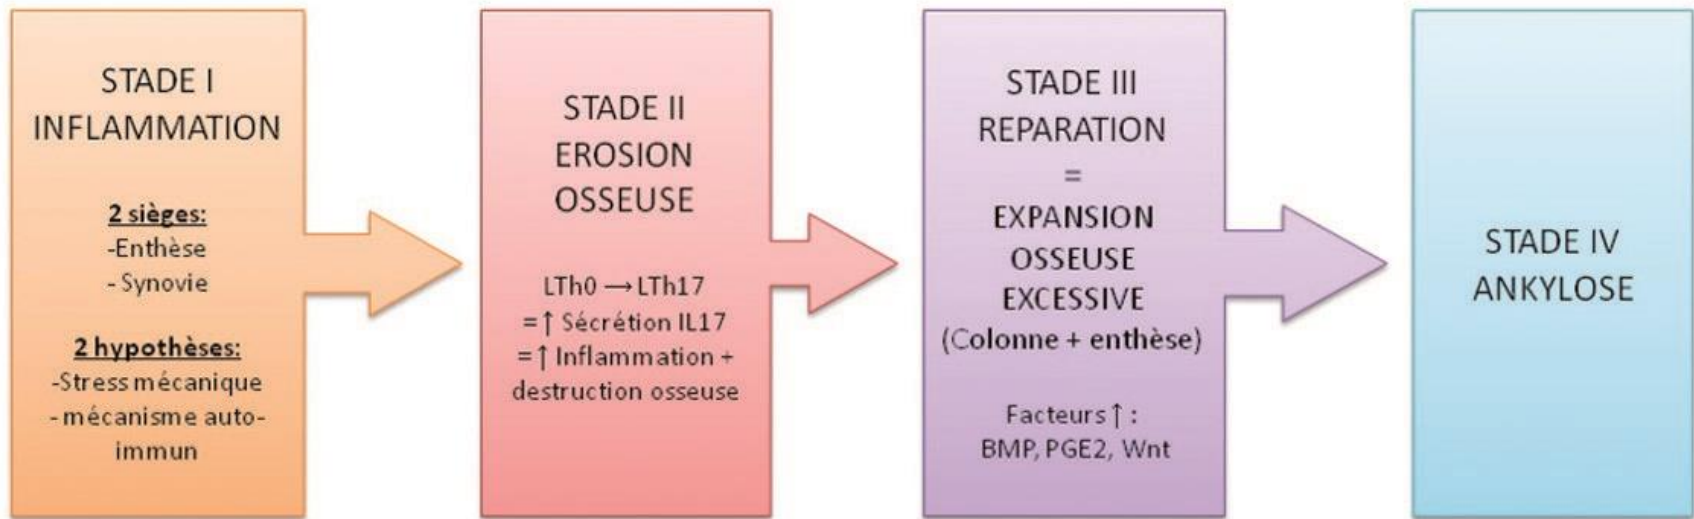 STADE I
INFLAMMATION
2 sièges:
-Enthèse
- Synovie
2 hypothèses:
-Stress mécanique
- mécanisme auto-
immun
STADE II
EROSION
OSSEUSE
LTh0 → LTh17
= ↑ Sécrétion IL17
= ↑ Inflammation +
destruction osseuse
STADE III
REPARATION
=
EXPANSION
OSSEUSE
EXCESSIVE
(Colonne + enthèse)
Facteurs ↑ :
BMP, PGE2, Wnt
STADE IV
ANKYLOSE